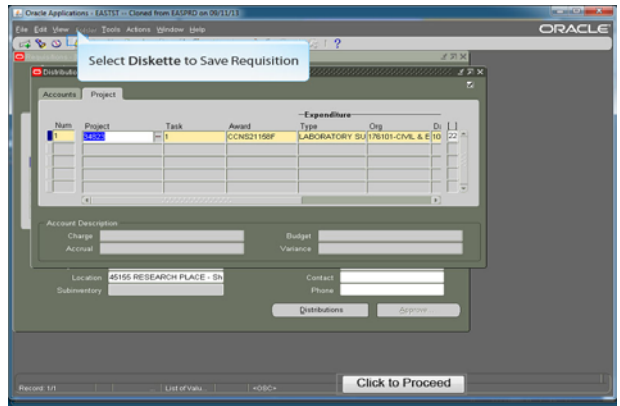 Oracle Applications - EASTST -- Cloned from EASPRD on 09/11/13
File Edit View Tools Actions Window Help
ORACLE
Select Diskette to Save Requisition
Accounts Project
Expenditure
Num Project Task Award Type Org [ ]
1 34523 1 CCNS21158F LABORATORY SU 176101-CIVIL & E 10 22
Account Description
Charge Budget
Accrual Variance
Location 45155 RESEARCH PLACE - Sh Contact
Subinventory Phone
Distributions Approve...
Record: 1/1 List of Valu... <OSC>
Click to Proceed